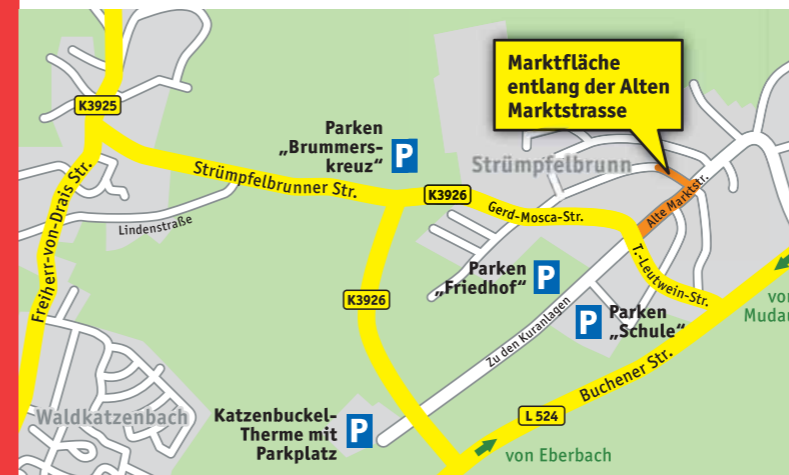 Marktfläche
entlang der Alten
Marktstrasse
K3925
Parken
„Brummers-
kreuz“
P
Strümpfelbrunn
Strümpfelbrunner Str.
K3926
Gerd-Mosca-Str.
Alte Marktstr.
Freiherr-von-Drais Str.
Lindenstraße
Parken
„Friedhof“
P
T.-Leutwein-Str.
K3926
von
Mudau
Zu den Kuranlagen
P
Parken
„Schule“
Buchener Str.
Waldkatzenbach
Katzenbuckel-
Therme mit
Parkplatz
P
L 524
von Eberbach